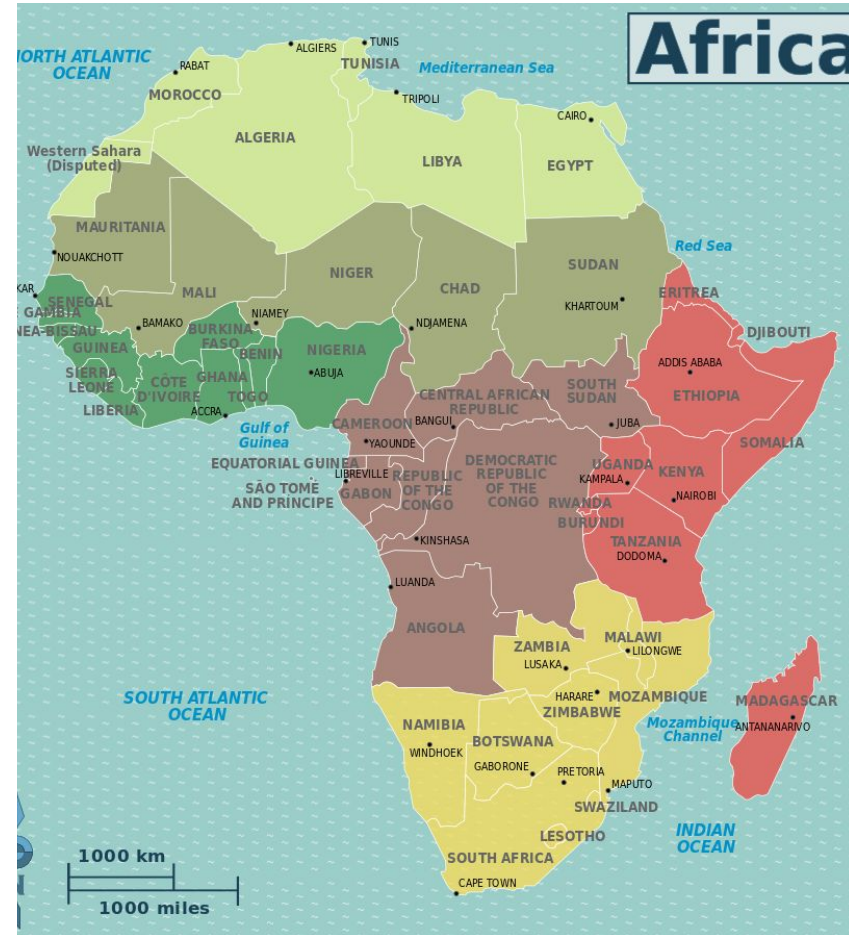 Africa
NORTH ATLANTIC
OCEAN
RABAT
ALGIERS
TUNIS
TUNISIA
Mediterranean Sea
MOROCCO
TRIPOLI
CAIRO
ALGERIA
Western Sahara
(Disputed)
LIBYA
EGYPT
MAURITANIA
NOUAKCHOTT
Red Sea
NIGER
SUDAN
MALI
CHAD
KAR
SENEGAL
GAMBIA
NEA-BISSAU
ERITREA
KHARTOUM
BAMAKO
NIAMEY
NDJAMENA
BURKINA
FASO
DJIBOUTI
GUINEA
BENIN
NIGERIA
ABUJA
ADDIS ABABA
SIERRA
LEONE
CÔTE
D'IVOIRE
GHANA
TOGO
ETHIOPIA
SOUTH
SUDAN
CENTRAL AFRICAN
REPUBLIC
LIBERIA
ACCRA
Gulf of
Guinea
CAMEROON
BANGUI
JUBA
YAOUNDE
SOMALIA
EQUATORIAL GUINEA
LIBREVILLE
GABON
REPUBLIC
OF THE
CONGO
DEMOCRATIC
REPUBLIC
OF THE
CONGO
UGANDA
KAMPALA
KENYA
NAIROBI
SÃO TOMÉ
AND PRÍNCIPE
RWANDA
BURUNDI
KINSHASA
TANZANIA
DODOMA
LUANDA
ANGOLA
ZAMBIA
LUSAKA
MALAWI
LILONGWE
SOUTH ATLANTIC
OCEAN
HARARE
ZIMBABWE
MOZAMBIQUE
MADAGASCAR
ANTANANARIVO
Mozambique
Channel
NAMIBIA
WINDHOEK
BOTSWANA
GABORONE
PRETORIA
MAPUTO
SWAZILAND
LESOTHO
INDIAN
OCEAN
SOUTH AFRICA
CAPE TOWN
1000 km
1000 miles